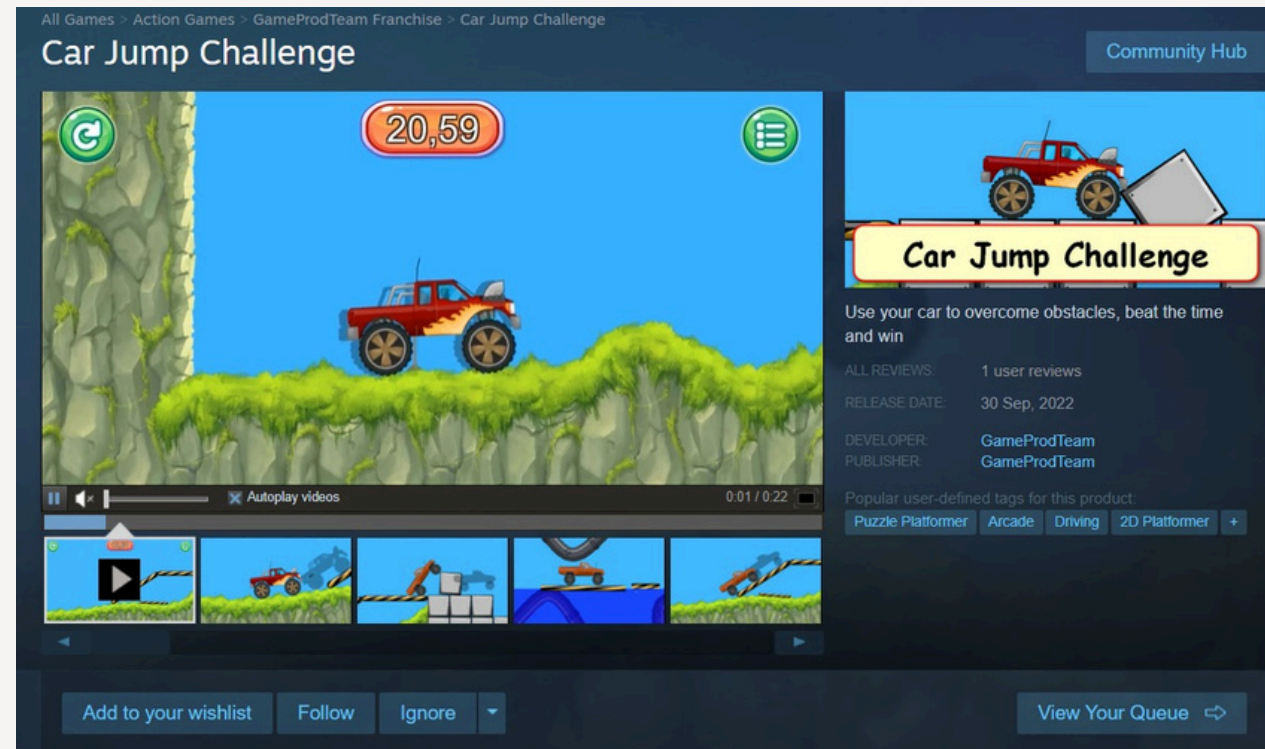 All Games > Action Games > GameProdTeam Franchise > Car Jump Challenge
Car Jump Challenge
Community Hub
20,59
Car Jump Challenge
Use your car to overcome obstacles, beat the time
and win
ALL REVIEWS: 1 user reviews
RELEASE DATE: 30 Sep, 2022
DEVELOPER: GameProdTeam
PUBLISHER: GameProdTeam
Popular user-defined tags for this product:
Puzzle Platformer Arcade Driving 2D Platformer +
Autoplay videos 0:01 / 0:22
Add to your wishlist Follow Ignore View Your Queue